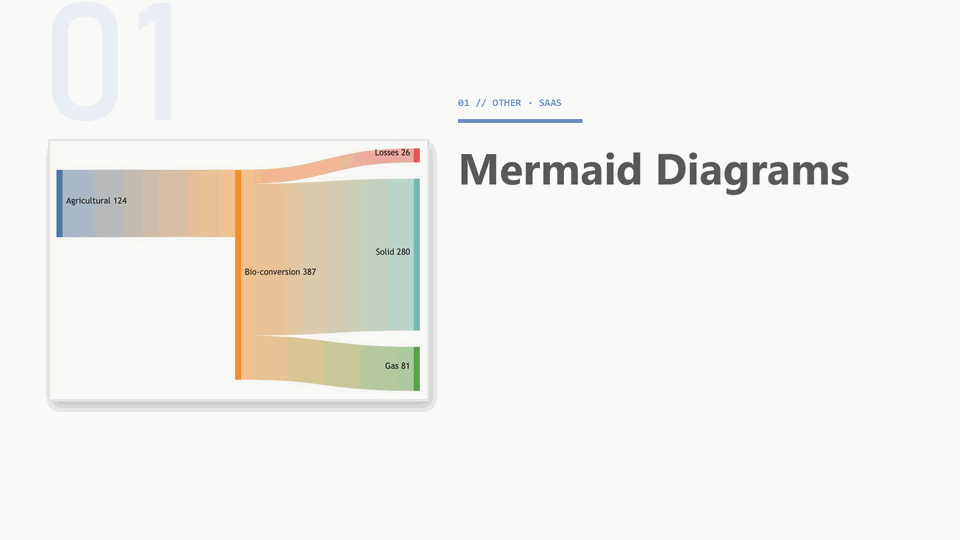 01
01 // OTHER · SAAS
Mermaid Diagrams
Losses 26
Agricultural 124
Solid 280
Bio-conversion 387
Gas 81